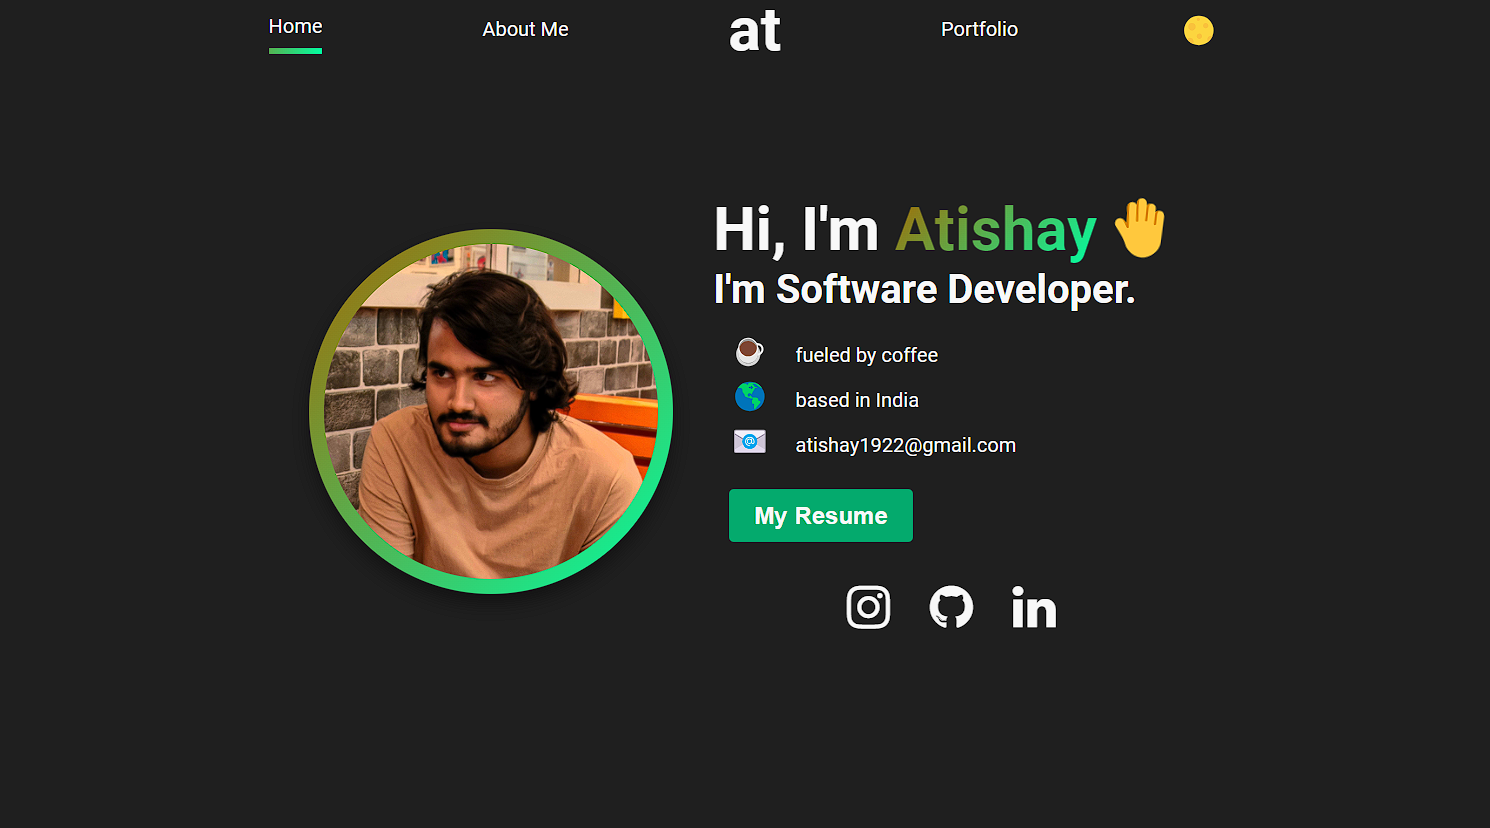 Home
About Me
at
Portfolio
Hi, I'm Atishay
I'm Software Developer.
fueled by coffee
based in India
@
atishay1922@gmail.com
My Resume
in